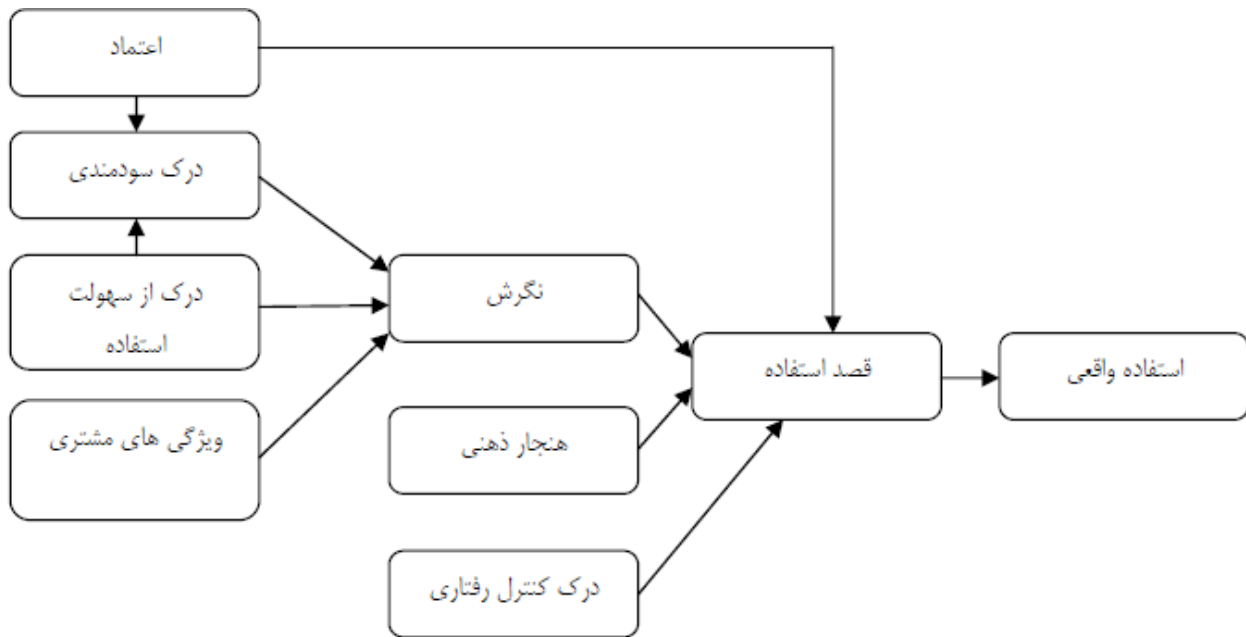 اعتماد
درک سودمندی
درک از سهولت
استفاده
ویژگی های مشتری
نگرش
هنجار ذهنی
درک کنترل رفتاری
قصد استفاده
استفاده واقعی